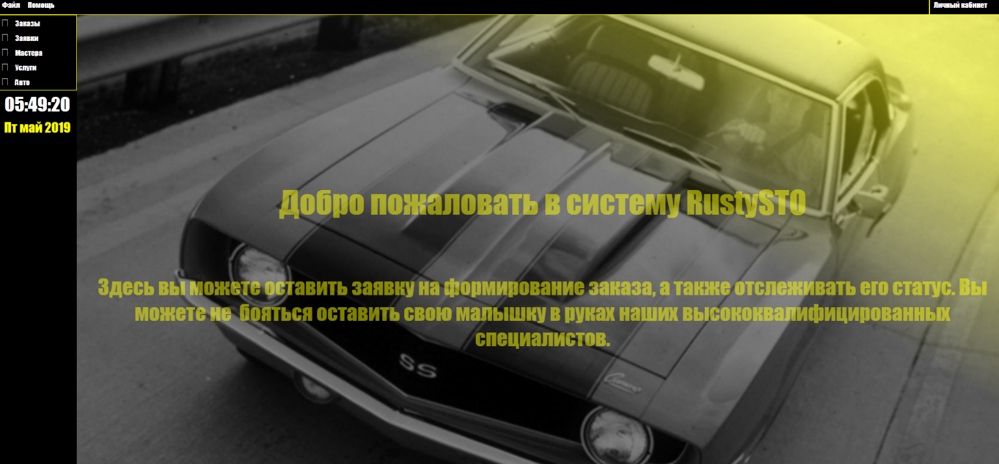 Файл Помощь Личный кабинет
Заказы
Заявки
Мастера
Услуги
Авто
05:49:20
Пт май 2019
Добро пожаловать в систему RustySTO
Здесь вы можете оставить заявку на формирование заказа, а также отслеживать его статус. Вы
можете не бояться оставить свою малышку в руках наших высококвалифицированных
специалистов.
SS
Camaro